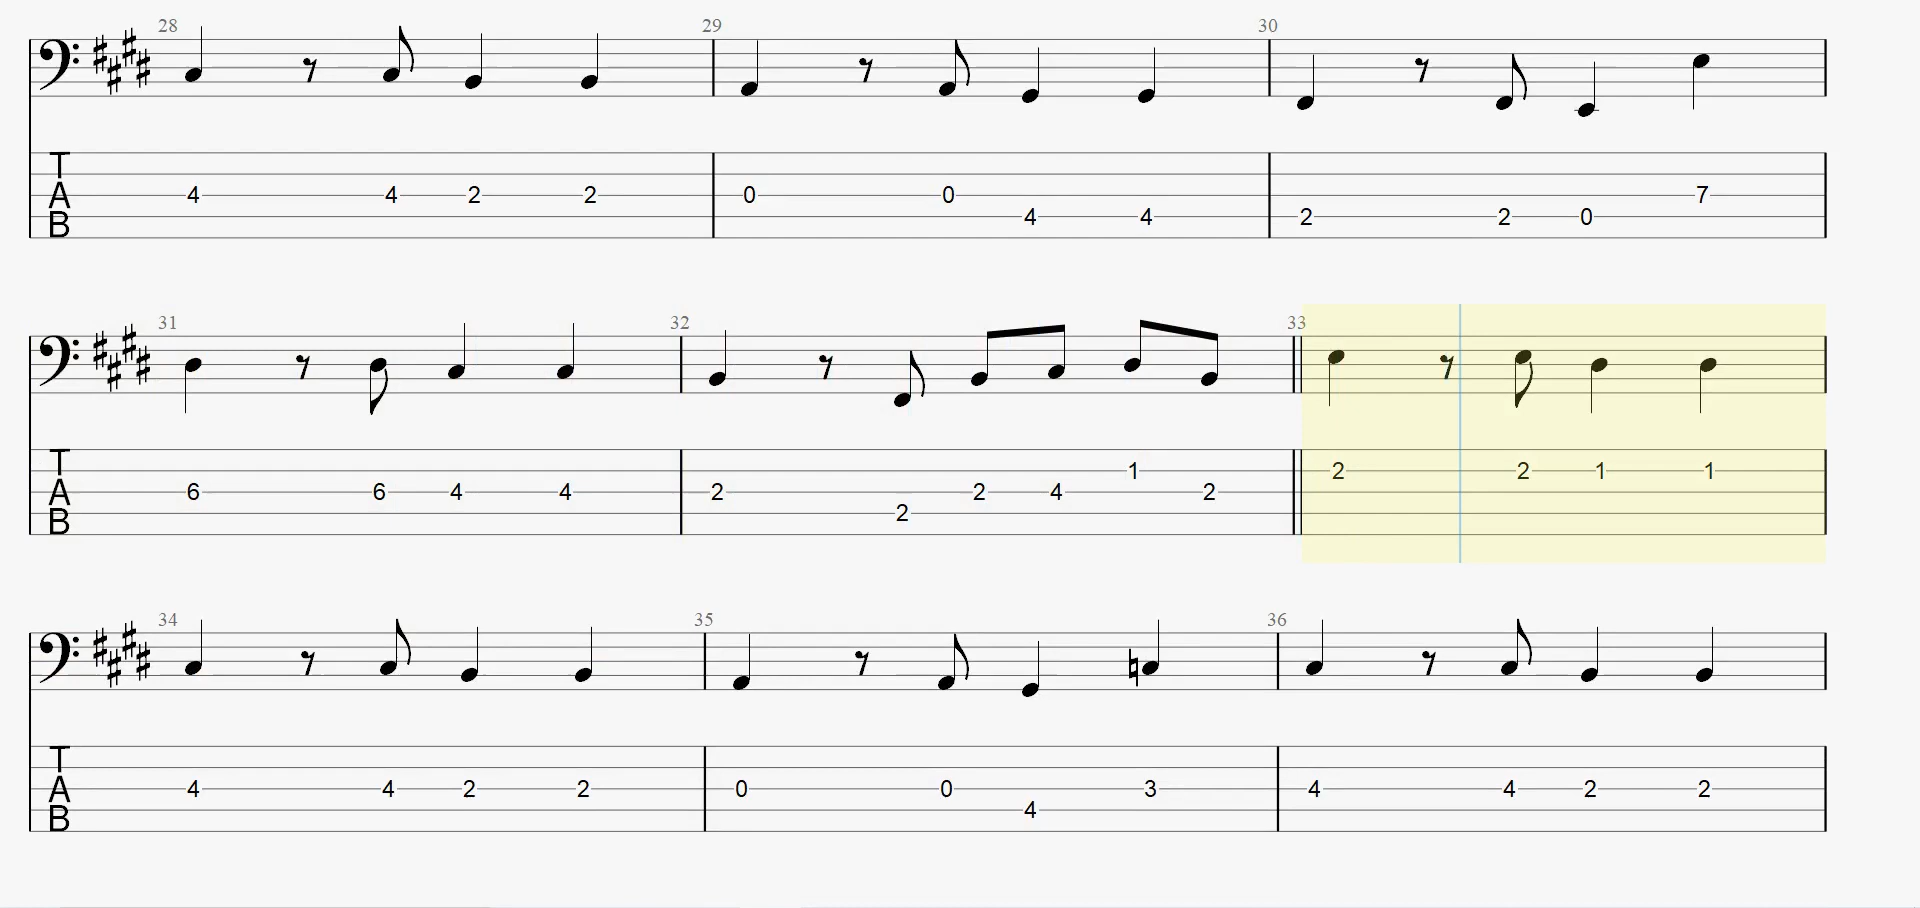 28 29 30
T
A 4 4 2 2 0 0 7
B 4 4 2 2 0
31 32 33
T 1 2 2 1 1
A 6 6 4 4 2 2 4 2
B 2
34 35 36
T
A 4 4 2 2 0 0 3 4 4 2 2
B 4